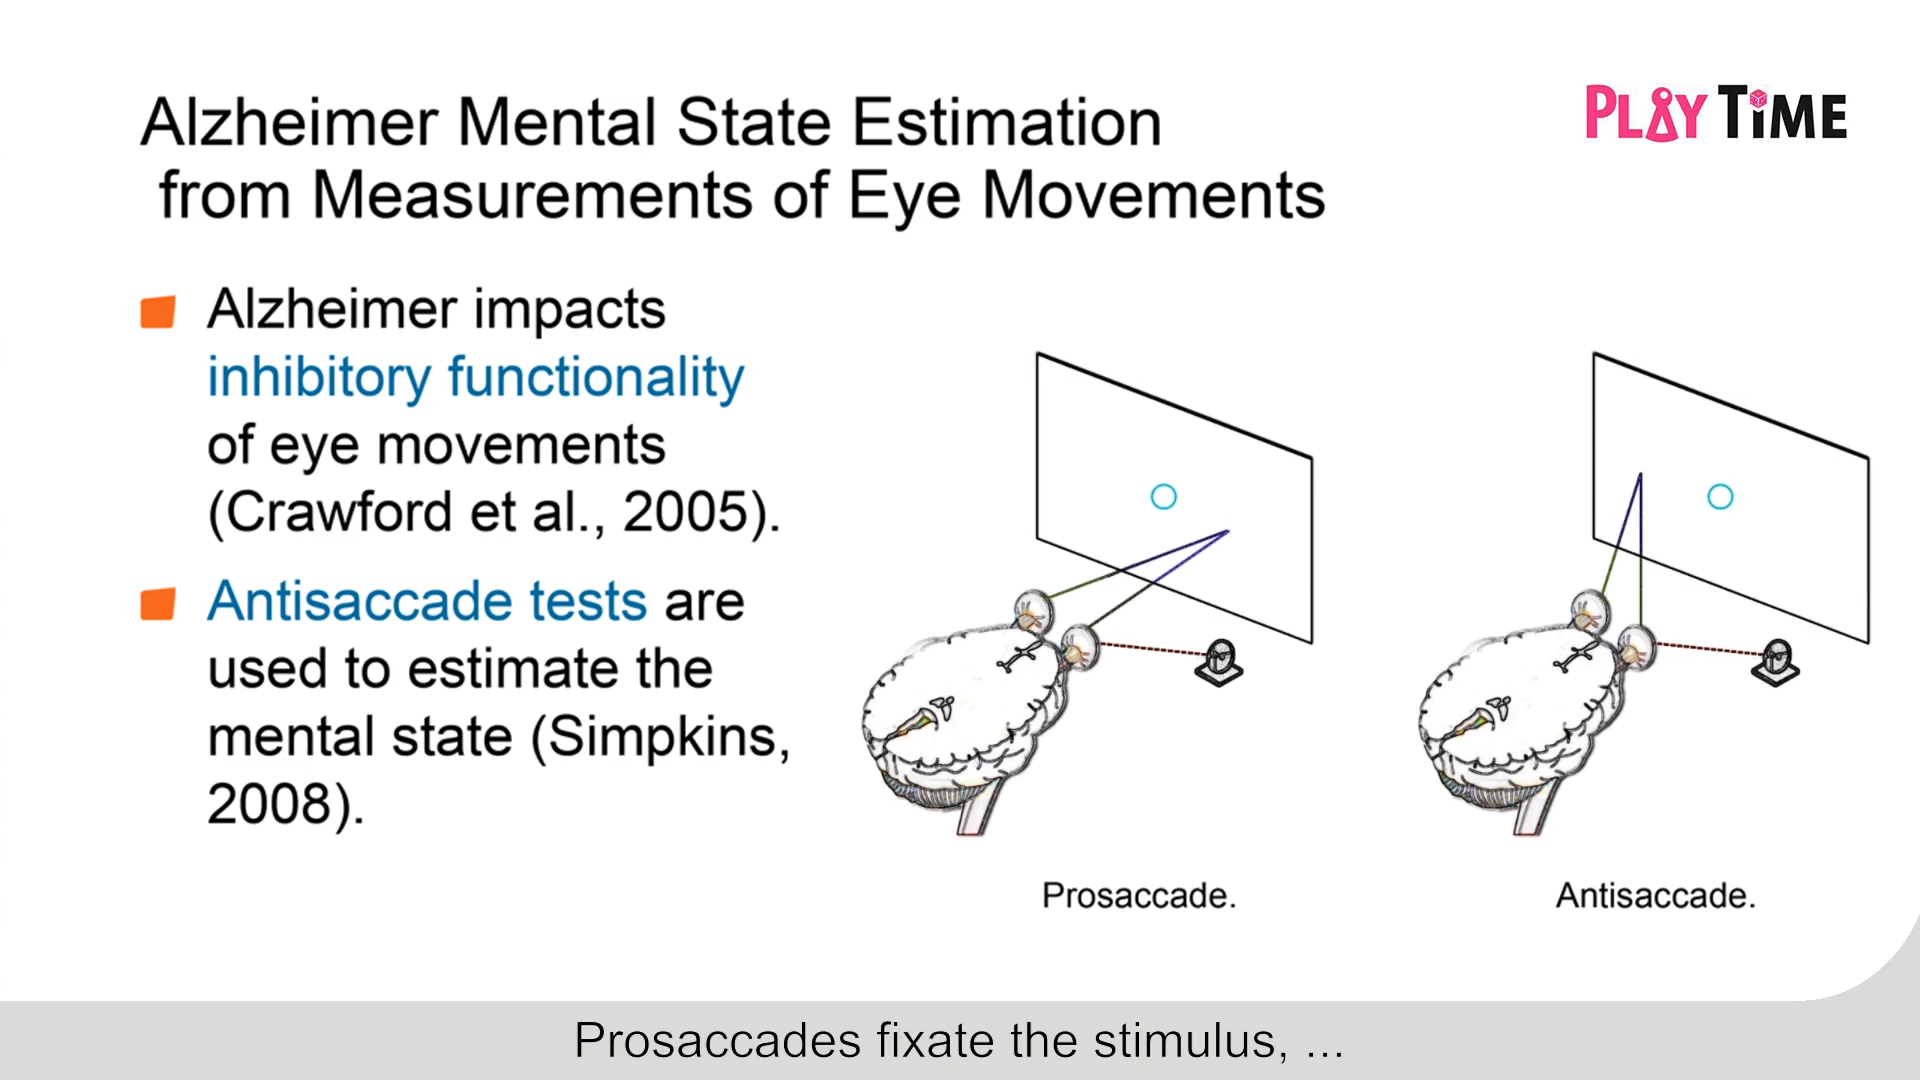 Alzheimer Mental State Estimation
from Measurements of Eye Movements
PLAY TiME
Alzheimer impacts
inhibitory functionality
of eye movements
(Crawford et al., 2005).
Antisaccade tests are
used to estimate the
mental state (Simpkins,
2008).
Prosaccade.
Antisaccade.
Prosaccades fixate the stimulus, ...